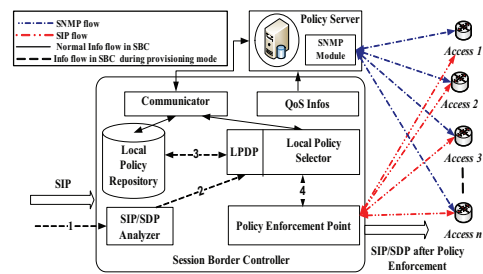 SNMP flow
SIP flow
Normal Info flow in SBC
Info flow in SBC during provisioning mode
Policy Server
SNMP
Module
Access 1
Access 2
Access 3
Access n
Communicator
QoS Infos
Local
Policy
Repository
3
LPDP
Local Policy
Selector
2
4
SIP
1
SIP/SDP
Analyzer
Policy Enforcement Point
Session Border Controller
SIP/SDP after Policy
Enforcement